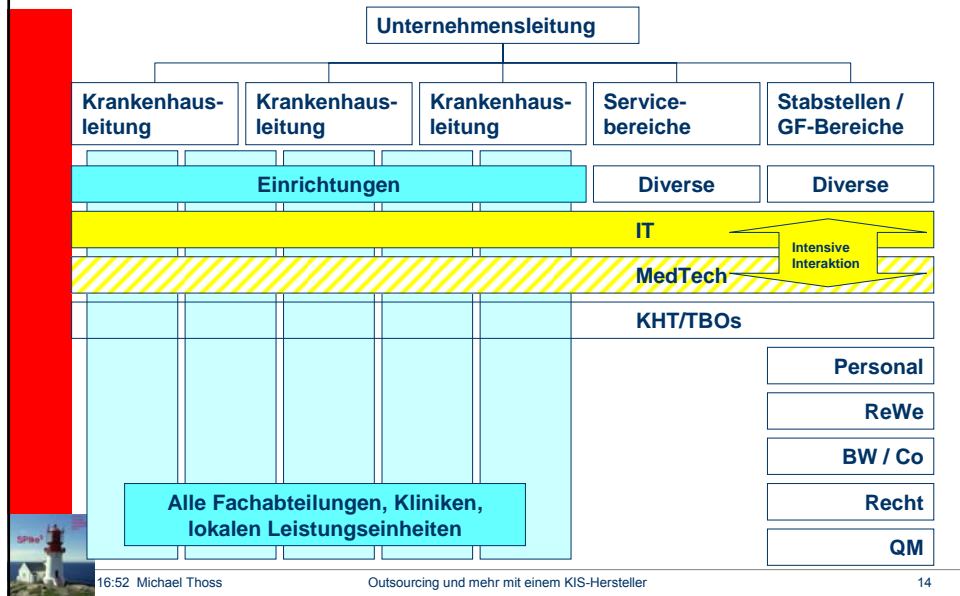 Unternehmensleitung
Krankenhaus-
leitung
Krankenhaus-
leitung
Krankenhaus-
leitung
Service-
bereiche
Stabstellen /
GF-Bereiche
Einrichtungen
Diverse
Diverse
IT
Intensive
Interaktion
MedTech
KHT/TBOs
Personal
ReWe
BW / Co
Recht
QM
Alle Fachabteilungen, Kliniken,
lokalen Leistungseinheiten
16:52 Michael Thoss
Outsourcing und mehr mit einem KIS-Hersteller
14